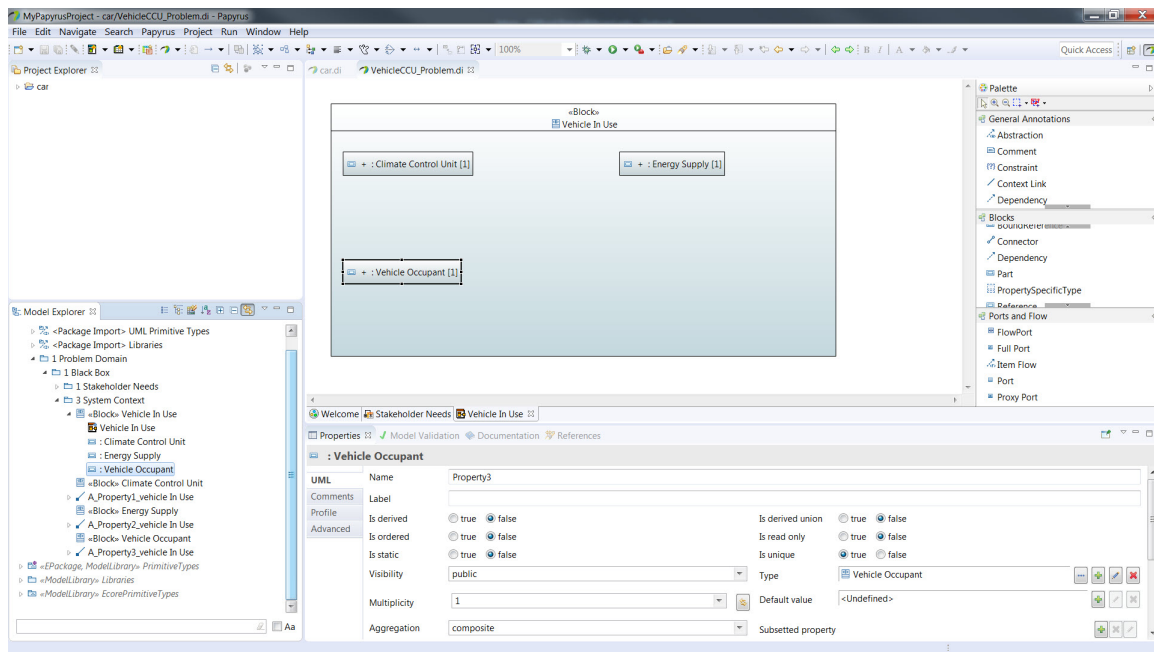 MyPapyrusProject - car/VehicleCCU_Problem.di - Papyrus
File Edit Navigate Search Papyrus Project Run Window Help
100%
B I A
Quick Access
Project Explorer
car
car.di VehicleCCU_Problem.di
«Block»
Vehicle In Use
+ : Climate Control Unit [1]
+ : Energy Supply [1]
+ : Vehicle Occupant [1]
Palette
General Annotations
Abstraction
Comment
Constraint
Context Link
Dependency
Blocks
Connector
Dependency
Part
PropertySpecificType
Reference
Ports and Flow
FlowPort
Full Port
Item Flow
Port
Proxy Port
Model Explorer
<Package Import> UML Primitive Types
<Package Import> Libraries
1 Problem Domain
1 Black Box
1 Stakeholder Needs
3 System Context
«Block» Vehicle In Use
Vehicle In Use
: Climate Control Unit
: Energy Supply
: Vehicle Occupant
«Block» Climate Control Unit
A_Property1_vehicle In Use
«Block» Energy Supply
A_Property2_vehicle In Use
«Block» Vehicle Occupant
A_Property3_vehicle In Use
«EPackage, ModelLibrary» PrimitiveTypes
«ModelLibrary» Libraries
«ModelLibrary» EcorePrimitiveTypes
Aa
Welcome Stakeholder Needs Vehicle In Use
Properties Model Validation Documentation References
: Vehicle Occupant
UML
Comments
Profile
Advanced
Name Property3
Label
Is derived true false
Is derived union true false
Is ordered true false
Is read only true false
Is static true false
Is unique true false
Visibility public
Type Vehicle Occupant
Multiplicity 1
Default value <Undefined>
Aggregation composite
Subsetted property